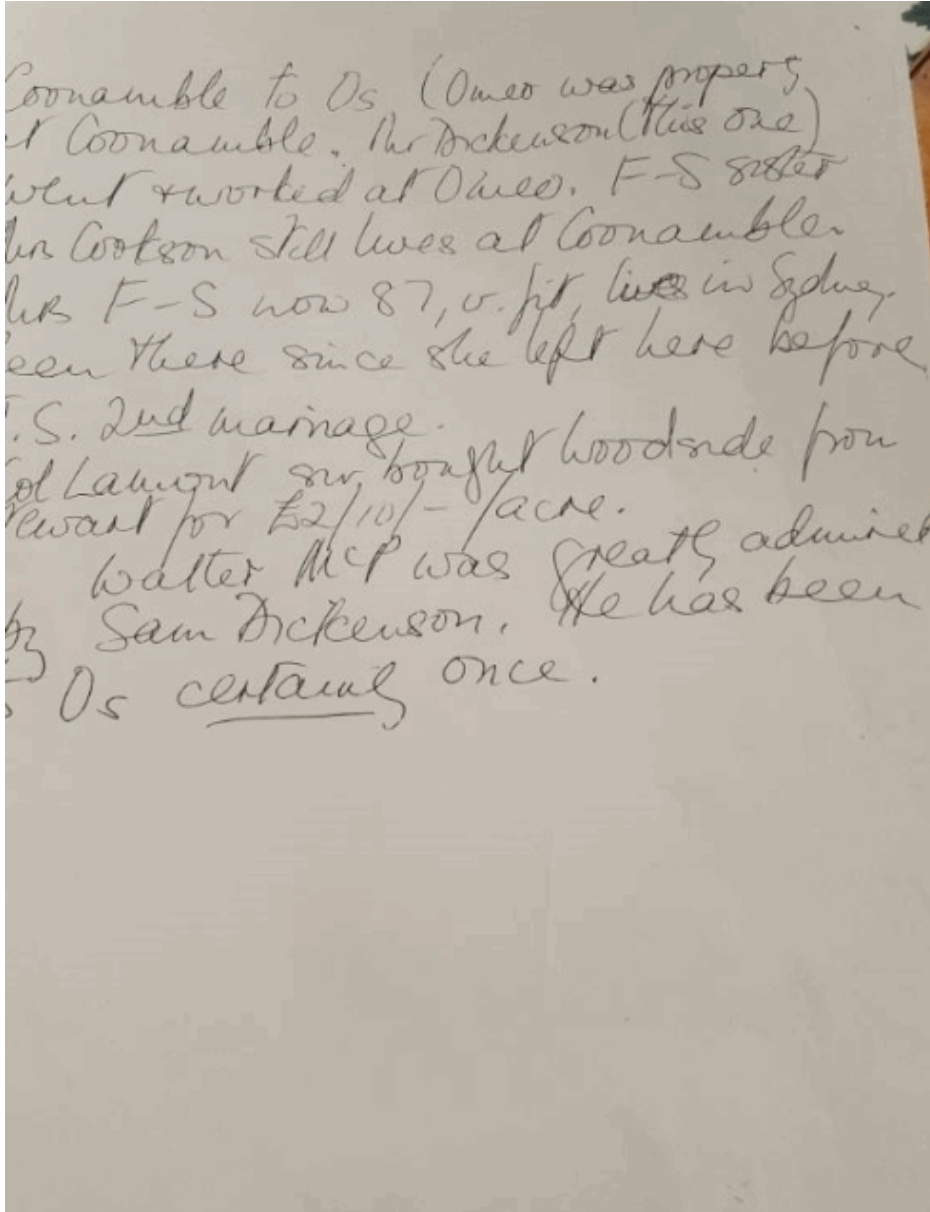 Coonamble to Os (Omeo was property
at Coonamble. Mr Dickenson (this one)
went + worked at Omeo. F-S sister
Mrs Cookson still lives at Coonamble.
Mrs F-S now 87, v. fit, lives in Sydney.
een there since she left here before
.S. 2nd marriage.
Col Lamont snr, bought Woodside from
ewart for £2/10/- /acre.
Walter McP was greatly admired
by Sam Dickenson. He has been
Os certainly once.